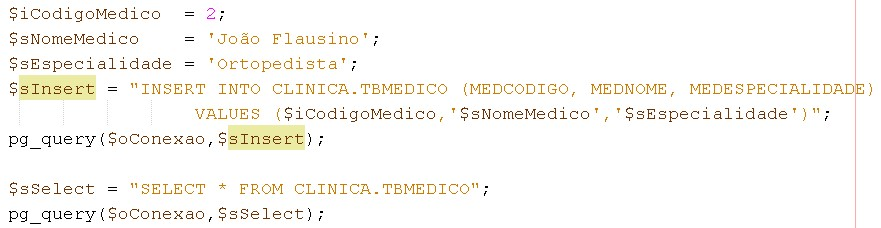 $iCodigoMedico  = 2;
$sNomeMedico    = 'João Flausino';
$sEspecialidade = 'Ortopedista';
$sInsert = "INSERT INTO CLINICA.TBMEDICO (MEDCODIGO, MEDNOME, MEDESPECIALIDADE)
                 VALUES ($iCodigoMedico,'$sNomeMedico','$sEspecialidade')";
pg_query($oConexao,$sInsert);

$sSelect = "SELECT * FROM CLINICA.TBMEDICO";
pg_query($oConexao,$sSelect);